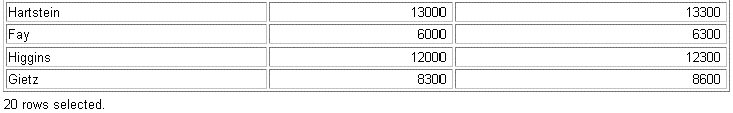 Hartstein 13000 13300
Fay 6000 6300
Higgins 12000 12300
Gietz 8300 8600
20 rows selected.